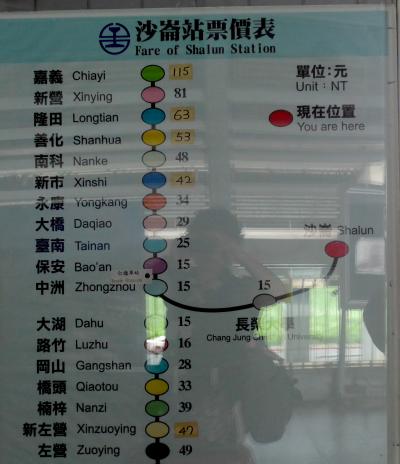 沙崙站票價表
Fare of Shalun Station
單位：元
Unit：NT
現在位置
You are here
嘉義 Chiayi 115
新營 Xinying 81
隆田 Longtian 63
善化 Shanhua 53
南科 Nanke 48
新市 Xinshi 42
永康 Yongkang 34
大橋 Daqiao 29
臺南 Tainan 25
保安 Bao'an 15
中洲 Zhongzhou 15
沙崙 Shalun
15
長榮大學
Chang Jung University
大湖 Dahu 15
路竹 Luzhu 16
岡山 Gangshan 28
橋頭 Qiaotou 33
楠梓 Nanzi 39
新左營 Xinzuoying 47
左營 Zuoying 49